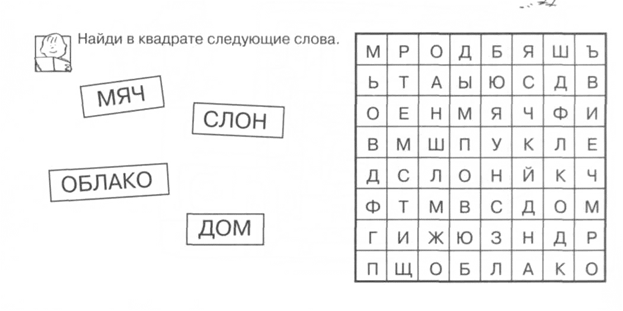 Найди в квадрате следующие слова.
МЯЧ
СЛОН
ОБЛАКО
ДОМ
М Р О Д Б Я Ш Ъ
Ь Т А Ы Ю С Д В
О Е Н М Я Ч Ф И
В М Ш П У К Л Е
Д С Л О Н Й К Ч
Ф Т М В С Д О М
Г И Ж Ю З Н Д Р
П Щ О Б Л А К О